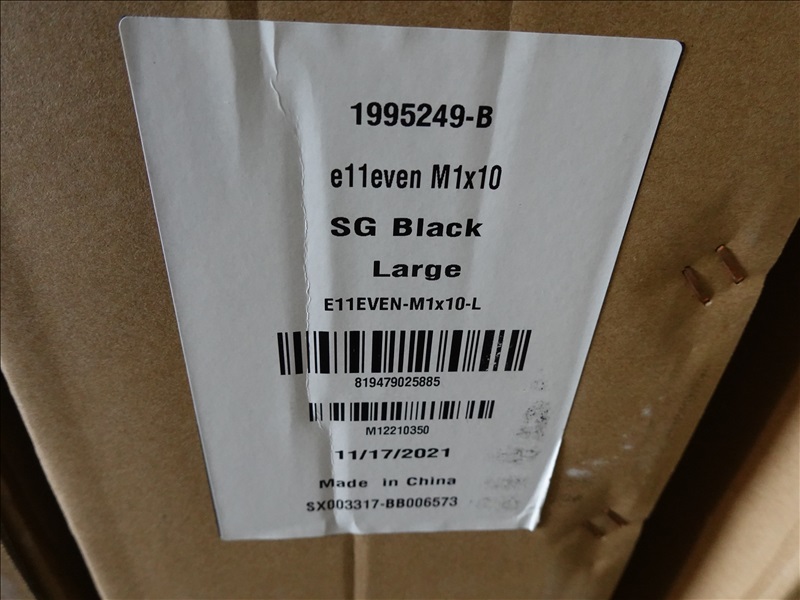 1995249-B
e11even M1x10
SG Black
Large
E11EVEN-M1x10-L
819479025885
M12210350
11/17/2021
Made in China
SX003317-BB006573